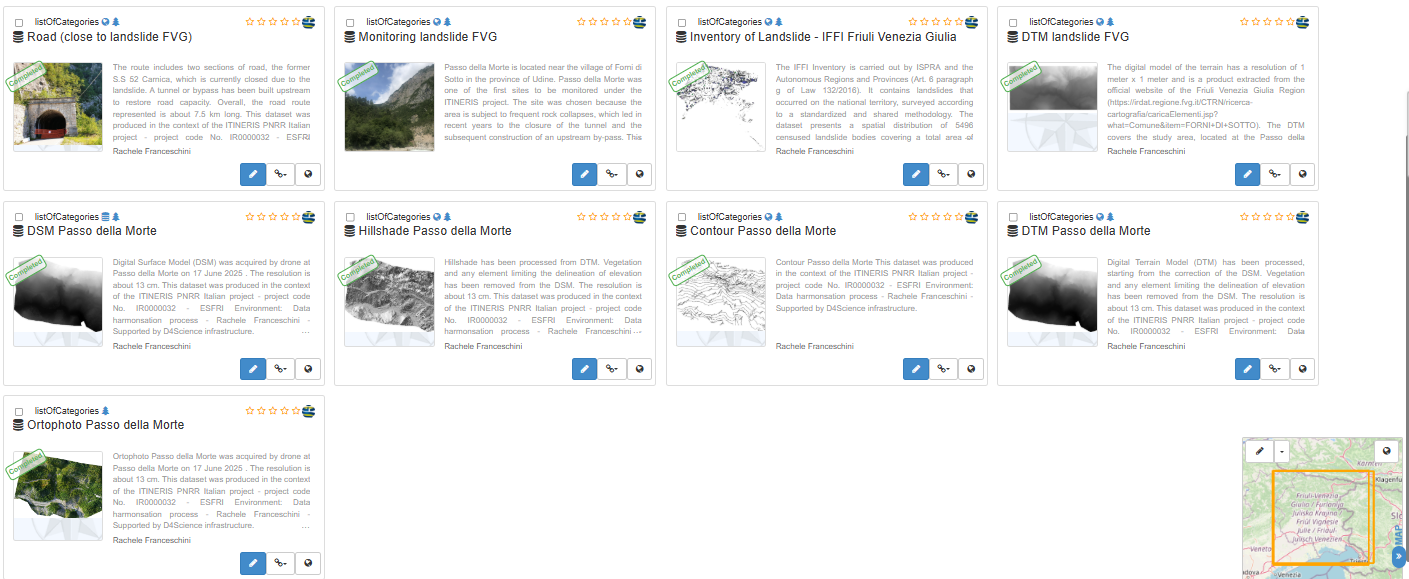 listOfCategories
Road (close to landslide FVG)
Completed
The route includes two sections of road, the former
S.S 52 Carnica, which is currently closed due to the
landslide. A tunnel or bypass has been built upstream
to restore road capacity. Overall, the road route
represented is about 7.5 km long. This dataset was
produced in the context of the ITINERIS PNRR Italian
project - project code No. IR0000032 - ESFRI
Rachele Franceschini
listOfCategories
Monitoring landslide FVG
Completed
Passo della Morte is located near the village of Forni di
Sotto in the province of Udine. Passo della Morte was
one of the first sites to be monitored under the
ITINERIS project. The site was chosen because the
area is subject to frequent rock collapses, which led in
recent years to the closure of the tunnel and the
subsequent construction of an upstream by-pass. This
Rachele Franceschini
listOfCategories
Inventory of Landslide - IFFI Friuli Venezia Giulia
Completed
The IFFI Inventory is carried out by ISPRA and the
Autonomous Regions and Provinces (Art. 6 paragraph
g of Law 132/2016). It contains landslides that
occurred on the national territory, surveyed according
to a standardized and shared methodology. The
dataset presents a spatial distribution of 5496
censused landslide bodies covering a total area of
Rachele Franceschini
listOfCategories
DTM landslide FVG
Completed
The digital model of the terrain has a resolution of 1
meter x 1 meter and is a product extracted from the
official website of the Friuli Venezia Giulia Region
(https://irdat.regione.fvg.it/CTRN/ricerca-
cartografia/caricaElementi.jsp?
what=Comune&item=FORNI+DI+SOTTO). The DTM
covers the study area, located at the Passo della
Rachele Franceschini
listOfCategories
DSM Passo della Morte
Completed
Digital Surface Model (DSM) was acquired by drone at
Passo della Morte on 17 June 2025 . The resolution is
about 13 cm. This dataset was produced in the context
of the ITINERIS PNRR Italian project - project code
No. IR0000032 - ESFRI Environment: Data
harmonsation process - Rachele Franceschini -
Supported by D4Science infrastructure. ...
Rachele Franceschini
listOfCategories
Hillshade Passo della Morte
Completed
Hillshade has been processed from DTM. Vegetation
and any element limiting the delineation of elevation
has been removed from the DSM. The resolution is
about 13 cm. This dataset was produced in the context
of the ITINERIS PNRR Italian project - project code
No. IR0000032 - ESFRI Environment: Data
harmonsation process - Rachele Franceschini ...
Rachele Franceschini
listOfCategories
Contour Passo della Morte
Completed
Contour Passo della Morte This dataset was produced
in the context of the ITINERIS PNRR Italian project -
project code No. IR0000032 - ESFRI Environment:
Data harmonsation process - Rachele Franceschini -
Supported by D4Science infrastructure.
Rachele Franceschini
listOfCategories
DTM Passo della Morte
Completed
Digital Terrain Model (DTM) has been processed,
starting from the correction of the DSM. Vegetation
and any element limiting the delineation of elevation
has been removed from the DSM. The resolution is
about 13 cm. This dataset was produced in the context
of the ITINERIS PNRR Italian project - project code
No. IR0000032 - ESFRI Environment: Data
Rachele Franceschini
listOfCategories
Ortophoto Passo della Morte
Completed
Ortophoto Passo della Morte was acquired by drone at
Passo della Morte on 17 June 2025 . The resolution is
about 13 cm. This dataset was produced in the context
of the ITINERIS PNRR Italian project - project code
No. IR0000032 - ESFRI Environment: Data
harmonsation process - Rachele Franceschini -
Supported by D4Science infrastructure. ...
Rachele Franceschini
Kärnten
Klagenfu
Friuli-Venezia
Giulia / Furlanija
Julijska Krajina
Friûl Vignesie
Julie / Friaul
Julisch Venezien
Slo
Veneto
dova
Venezia
MAP